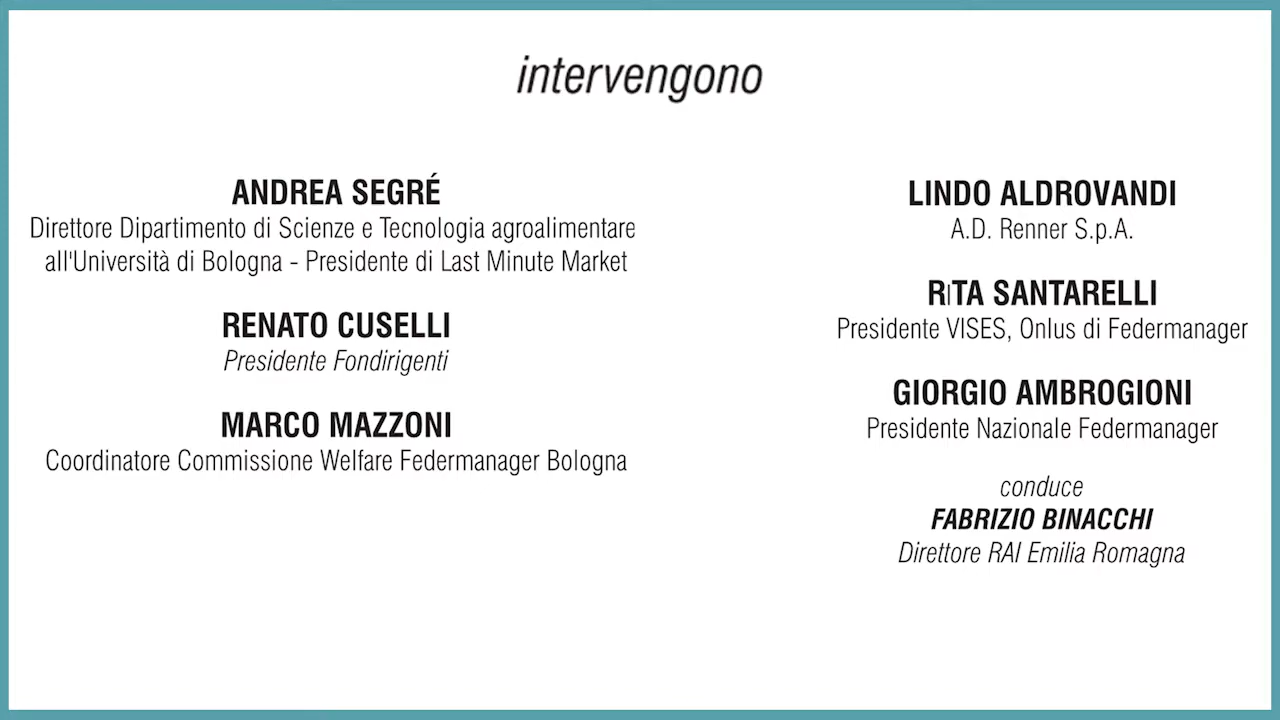 intervengono
ANDREA SEGRÉ
Direttore Dipartimento di Scienze e Tecnologia agroalimentare
all'Università di Bologna - Presidente di Last Minute Market
RENATO CUSELLI
Presidente Fondirigenti
MARCO MAZZONI
Coordinatore Commissione Welfare Federmanager Bologna
LINDO ALDROVANDI
A.D. Renner S.p.A.
RITA SANTARELLI
Presidente VISES, Onlus di Federmanager
GIORGIO AMBROGIONI
Presidente Nazionale Federmanager
conduce
FABRIZIO BINACCHI
Direttore RAI Emilia Romagna